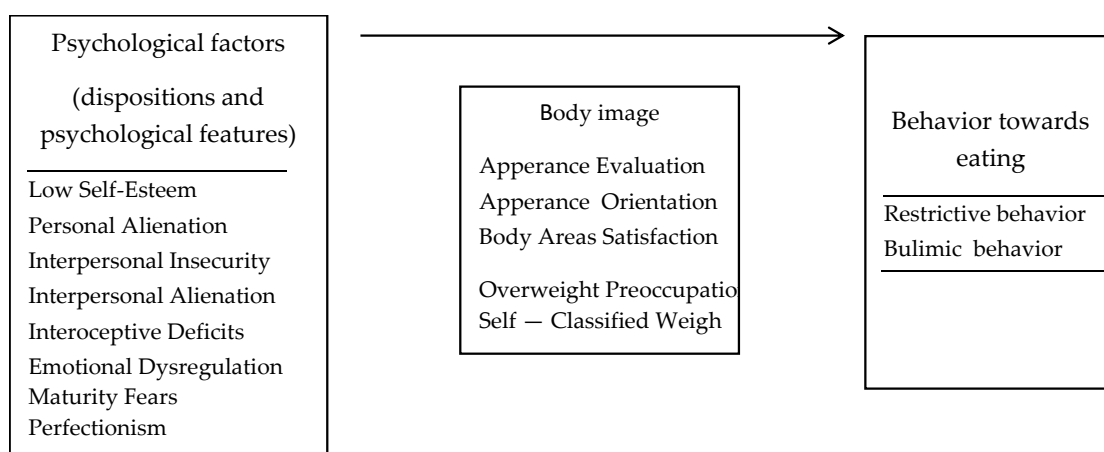 Psychological factors
(dispositions and
psychological features)
Low Self-Esteem
Personal Alienation
Interpersonal Insecurity
Interpersonal Alienation
Interoceptive Deficits
Emotional Dysregulation
Maturity Fears
Perfectionism
Body image
Apperance Evaluation
Apperance Orientation
Body Areas Satisfaction
Overweight Preoccupatio
Self — Classified Weigh
Behavior towards
eating
Restrictive behavior
Bulimic behavior